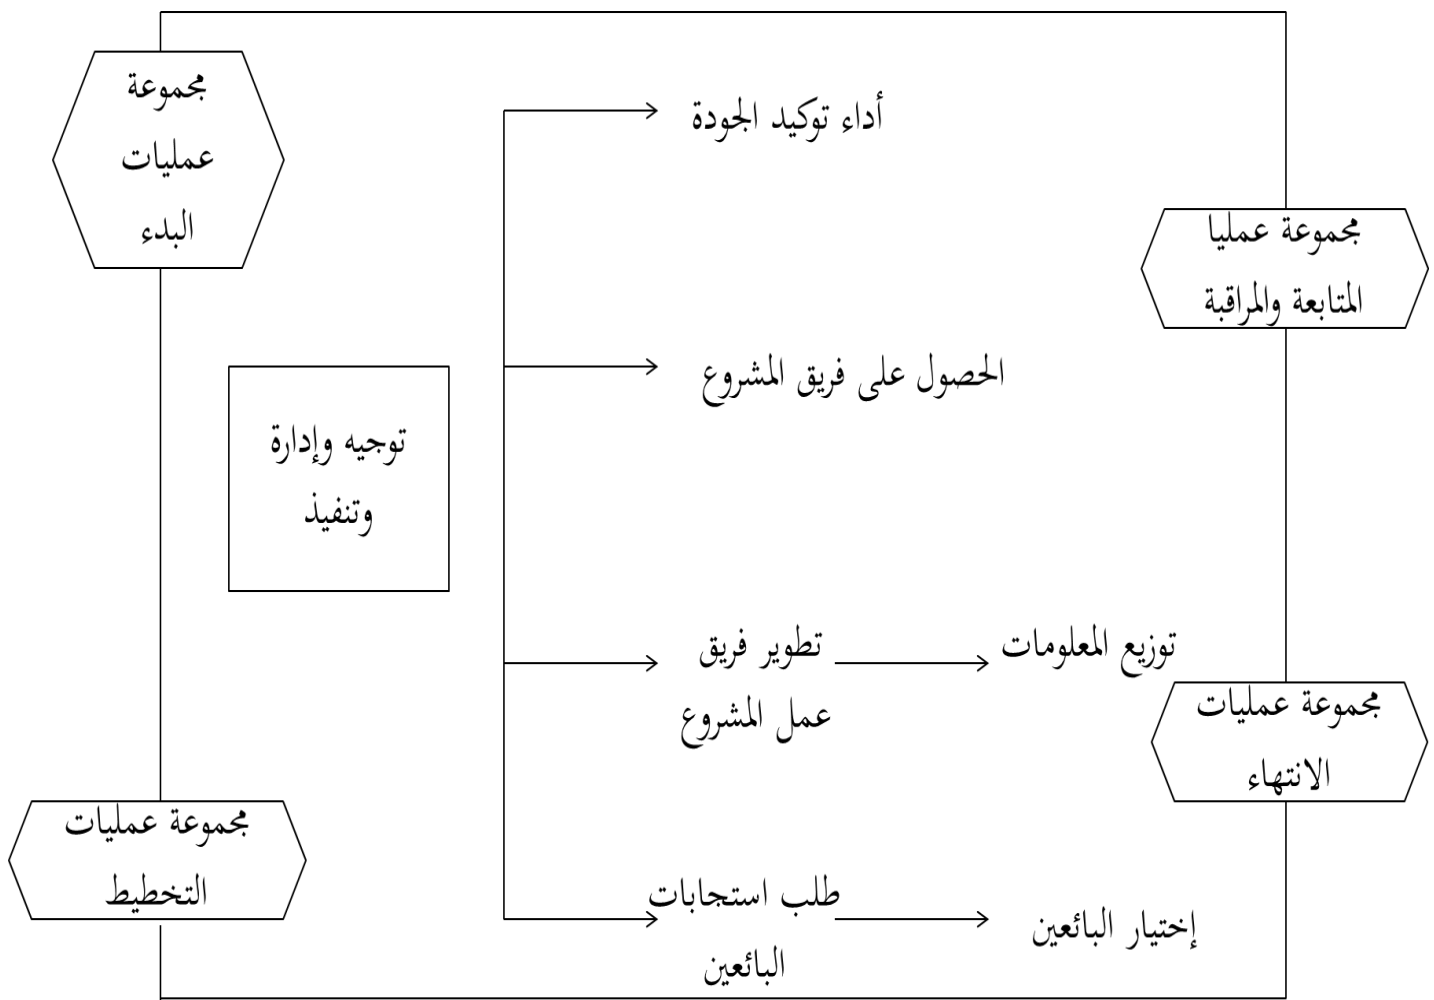 مجموعة
عمليات
البدء
أداء توكيد الجودة
مجموعة عمليا
المتابعة والمراقبة
الحصول على فريق المشروع
توجيه وإدارة
وتنفيذ
تطوير فريق
عمل المشروع
توزيع المعلومات
مجموعة عمليات
الانتهاء
مجموعة عمليات
التخطيط
طلب استجابات
البائعين
إختيار البائعين